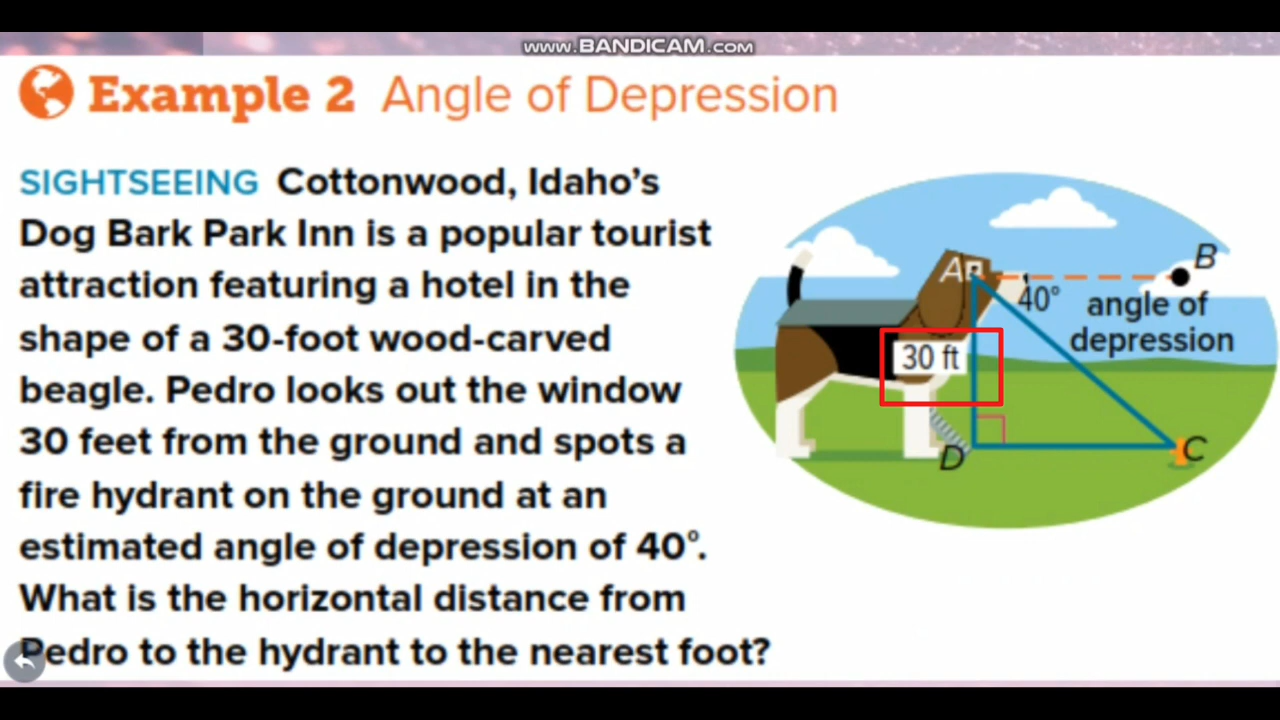 www.BANDICAM.com
Example 2 Angle of Depression
SIGHTSEEING Cottonwood, Idaho's
Dog Bark Park Inn is a popular tourist
attraction featuring a hotel in the
shape of a 30-foot wood-carved
beagle. Pedro looks out the window
30 feet from the ground and spots a
fire hydrant on the ground at an
estimated angle of depression of 40°.
What is the horizontal distance from
Pedro to the hydrant to the nearest foot?
A
B
40°
angle of
depression
30 ft
D
C